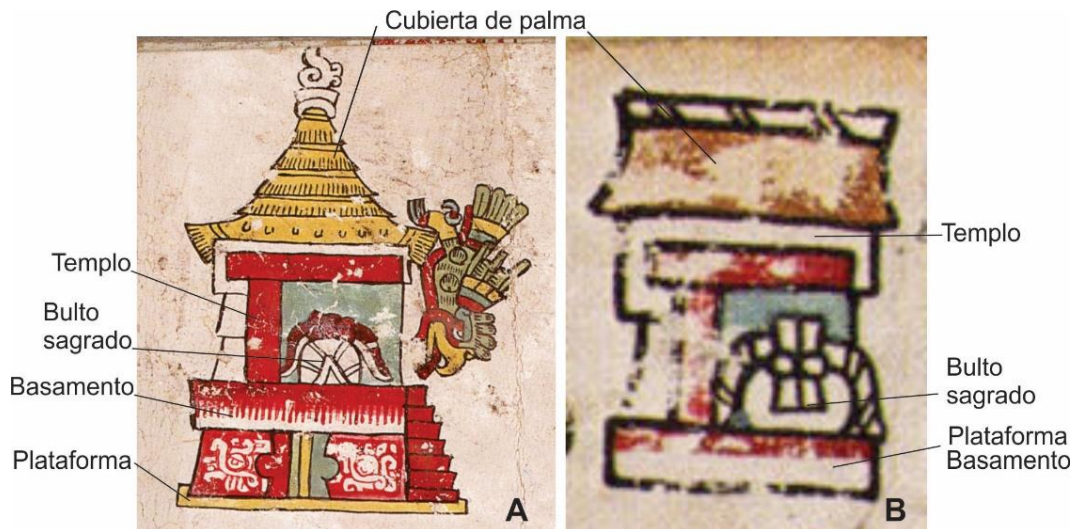 Cubierta de palma
Templo
Bulto
sagrado
Basamento
Plataforma
A
Templo
Bulto
sagrado
Plataforma
Basamento
B